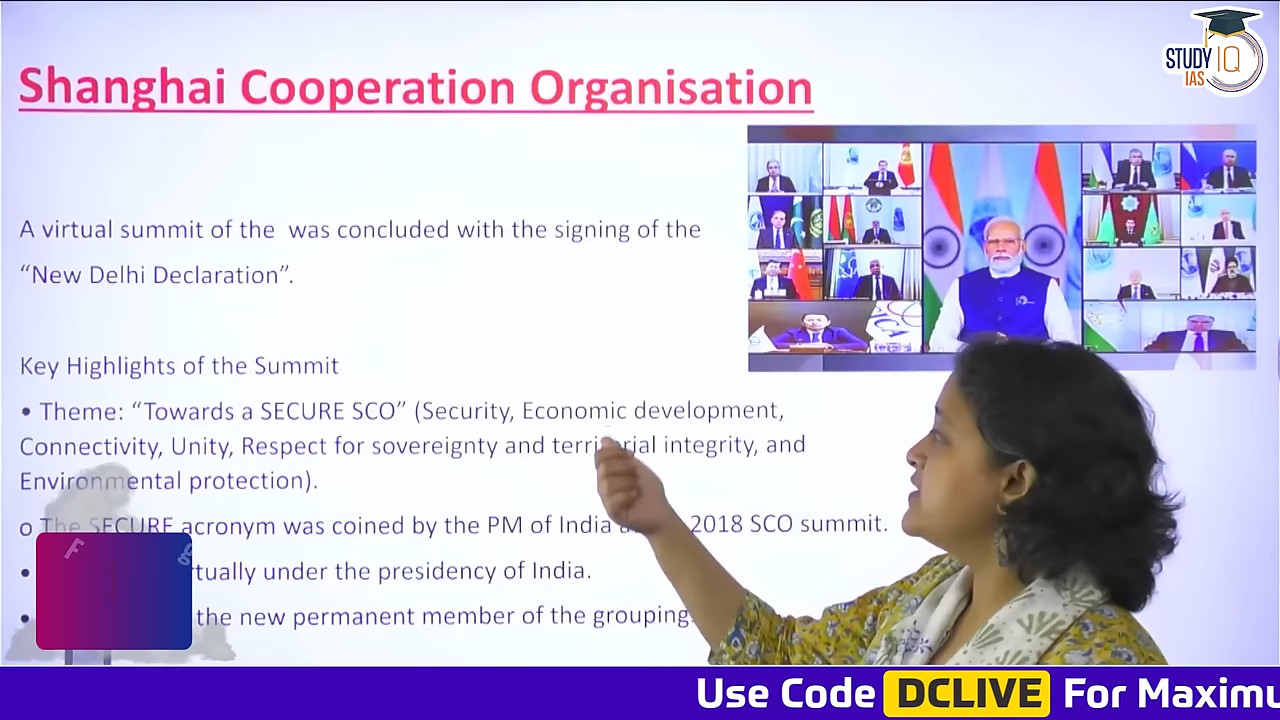 STUDY IQ
IAS
Shanghai Cooperation Organisation
A virtual summit of the was concluded with the signing of the
“New Delhi Declaration”.
Key Highlights of the Summit
• Theme: “Towards a SECURE SCO” (Security, Economic development,
Connectivity, Unity, Respect for sovereignty and territorial integrity, and
Environmental protection).
o The SECURE acronym was coined by the PM of India 2018 SCO summit.
• under the presidency of India.
• the new permanent member of the grouping.
Use Code DCLIVE For